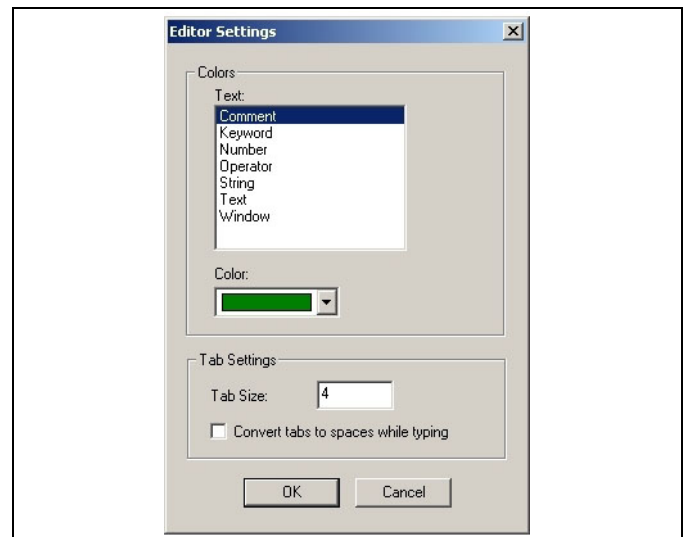 Editor Settings
Colors
Text:
Comment
Keyword
Number
Operator
String
Text
Window
Color:
Tab Settings
Tab Size: 4
Convert tabs to spaces while typing
OK Cancel